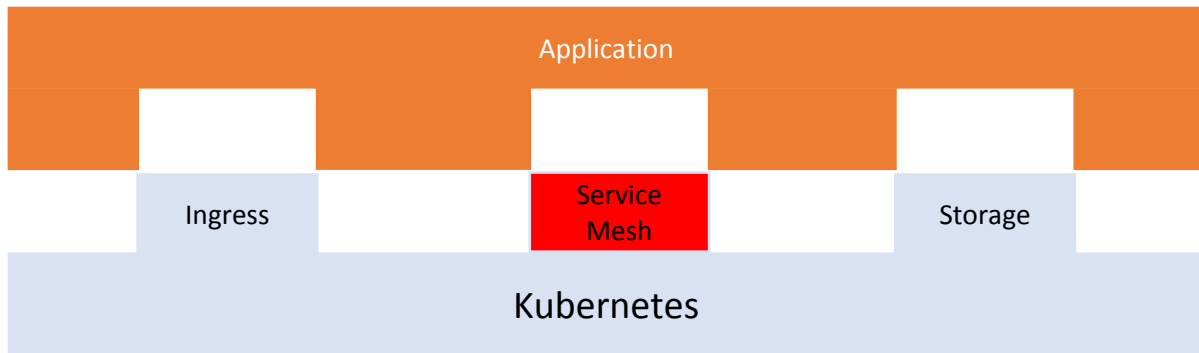 Application
Ingress
Service
Mesh
Storage
Kubernetes